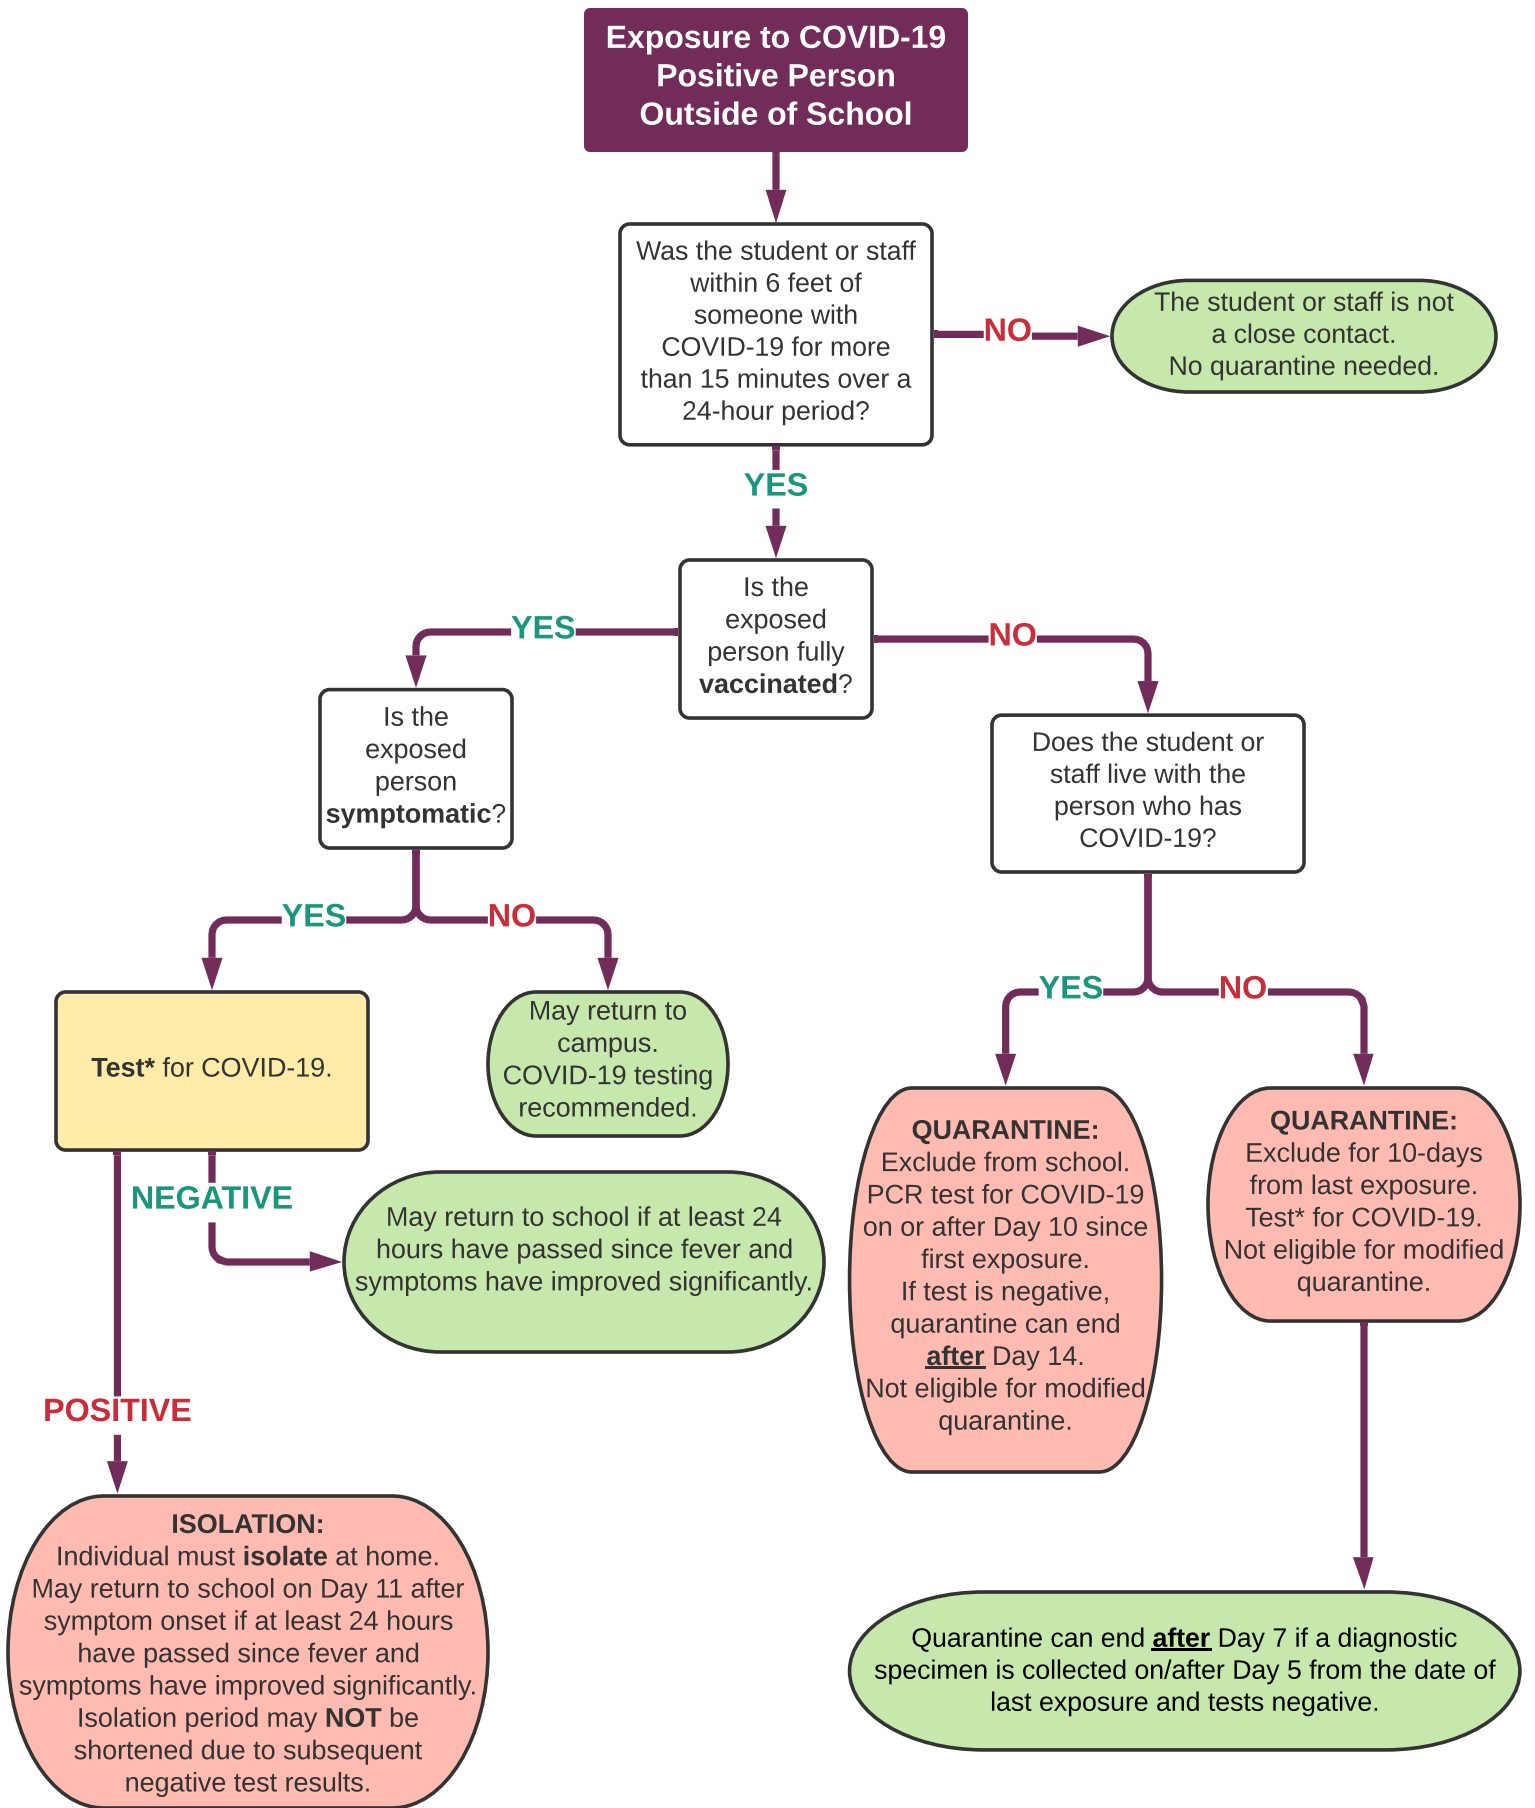 Exposure to COVID-19
Positive Person
Outside of School
Was the student or staff
within 6 feet of
someone with
COVID-19 for more
than 15 minutes over a
24-hour period?
NO
The student or staff is not
a close contact.
No quarantine needed.
YES
Is the
exposed
person fully
vaccinated?
YES
NO
Is the
exposed
person
symptomatic?
Does the student or
staff live with the
person who has
COVID-19?
YES
NO
Test* for COVID-19.
May return to
campus.
COVID-19 testing
recommended.
YES
NO
NEGATIVE
May return to school if at least 24
hours have passed since fever and
symptoms have improved significantly.
QUARANTINE:
Exclude from school.
PCR test for COVID-19
on or after Day 10 since
first exposure.
If test is negative,
quarantine can end
after Day 14.
Not eligible for modified
quarantine.
QUARANTINE:
Exclude for 10-days
from last exposure.
Test* for COVID-19.
Not eligible for modified
quarantine.
POSITIVE
ISOLATION:
Individual must isolate at home.
May return to school on Day 11 after
symptom onset if at least 24 hours
have passed since fever and
symptoms have improved significantly.
Isolation period may NOT be
shortened due to subsequent
negative test results.
Quarantine can end after Day 7 if a diagnostic
specimen is collected on/after Day 5 from the date of
last exposure and tests negative.